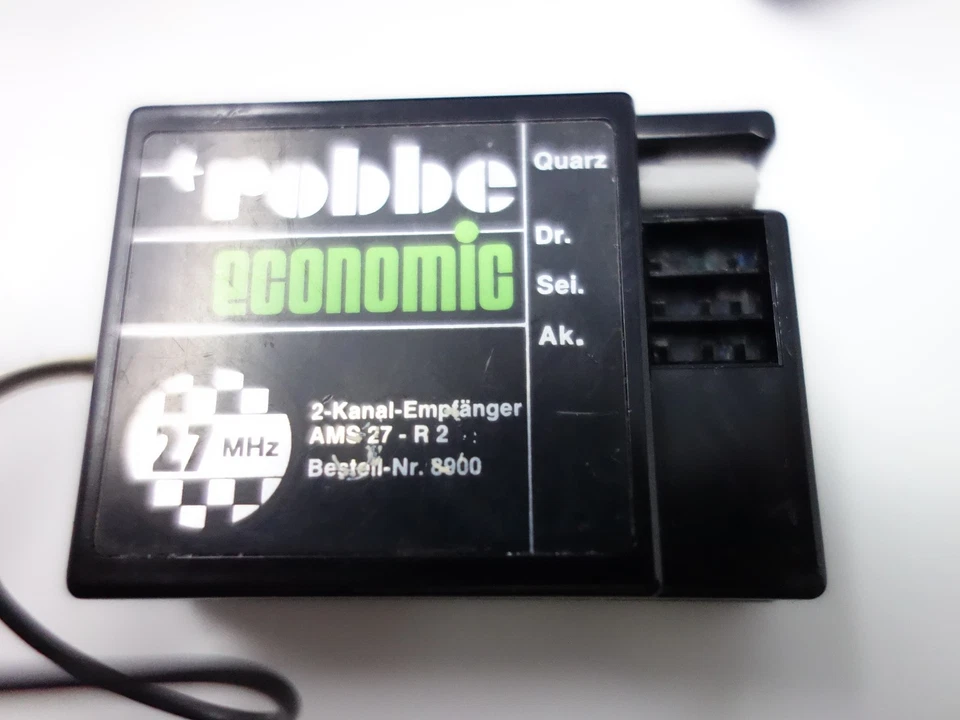 robbe
economic
Quarz
Dr.
Sei.
Ak.
27 MHz
2-Kanal-Empfänger
AMS 27 - R 2
Bestell-Nr. 8900